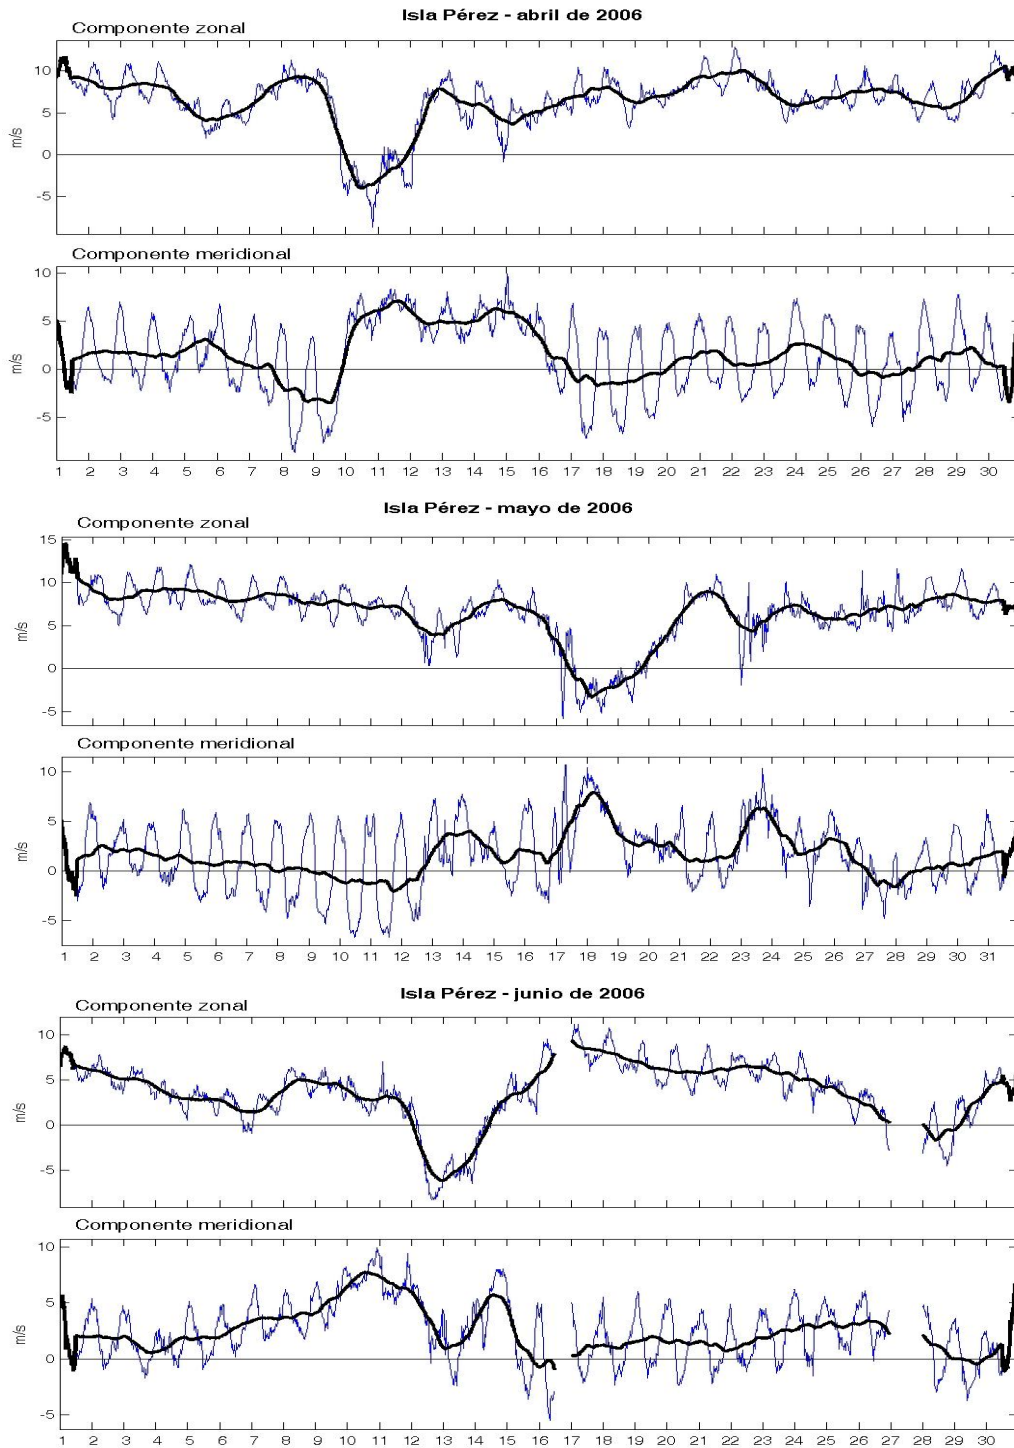 Isla Pérez - abril de 2006
Componente zonal
10
5
0
-5
m/s
Componente meridional
10
5
0
-5
m/s
1 2 3 4 5 6 7 8 9 10 11 12 13 14 15 16 17 18 19 20 21 22 23 24 25 26 27 28 29 30
Isla Pérez - mayo de 2006
Componente zonal
15
10
5
0
-5
m/s
Componente meridional
10
5
0
-5
m/s
1 2 3 4 5 6 7 8 9 10 11 12 13 14 15 16 17 18 19 20 21 22 23 24 25 26 27 28 29 30 31
Isla Pérez - junio de 2006
Componente zonal
10
5
0
-5
m/s
Componente meridional
10
5
0
-5
m/s
1 2 3 4 5 6 7 8 9 10 11 12 13 14 15 16 17 18 19 20 21 22 23 24 25 26 27 28 29 30